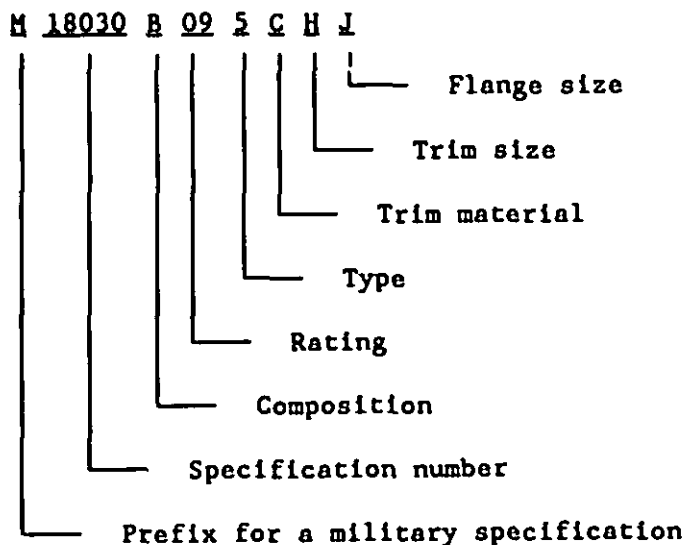 M 18030 B 09 5 C H J
Flange size
Trim size
Trim material
Type
Rating
Composition
Specification number
Prefix for a military specification